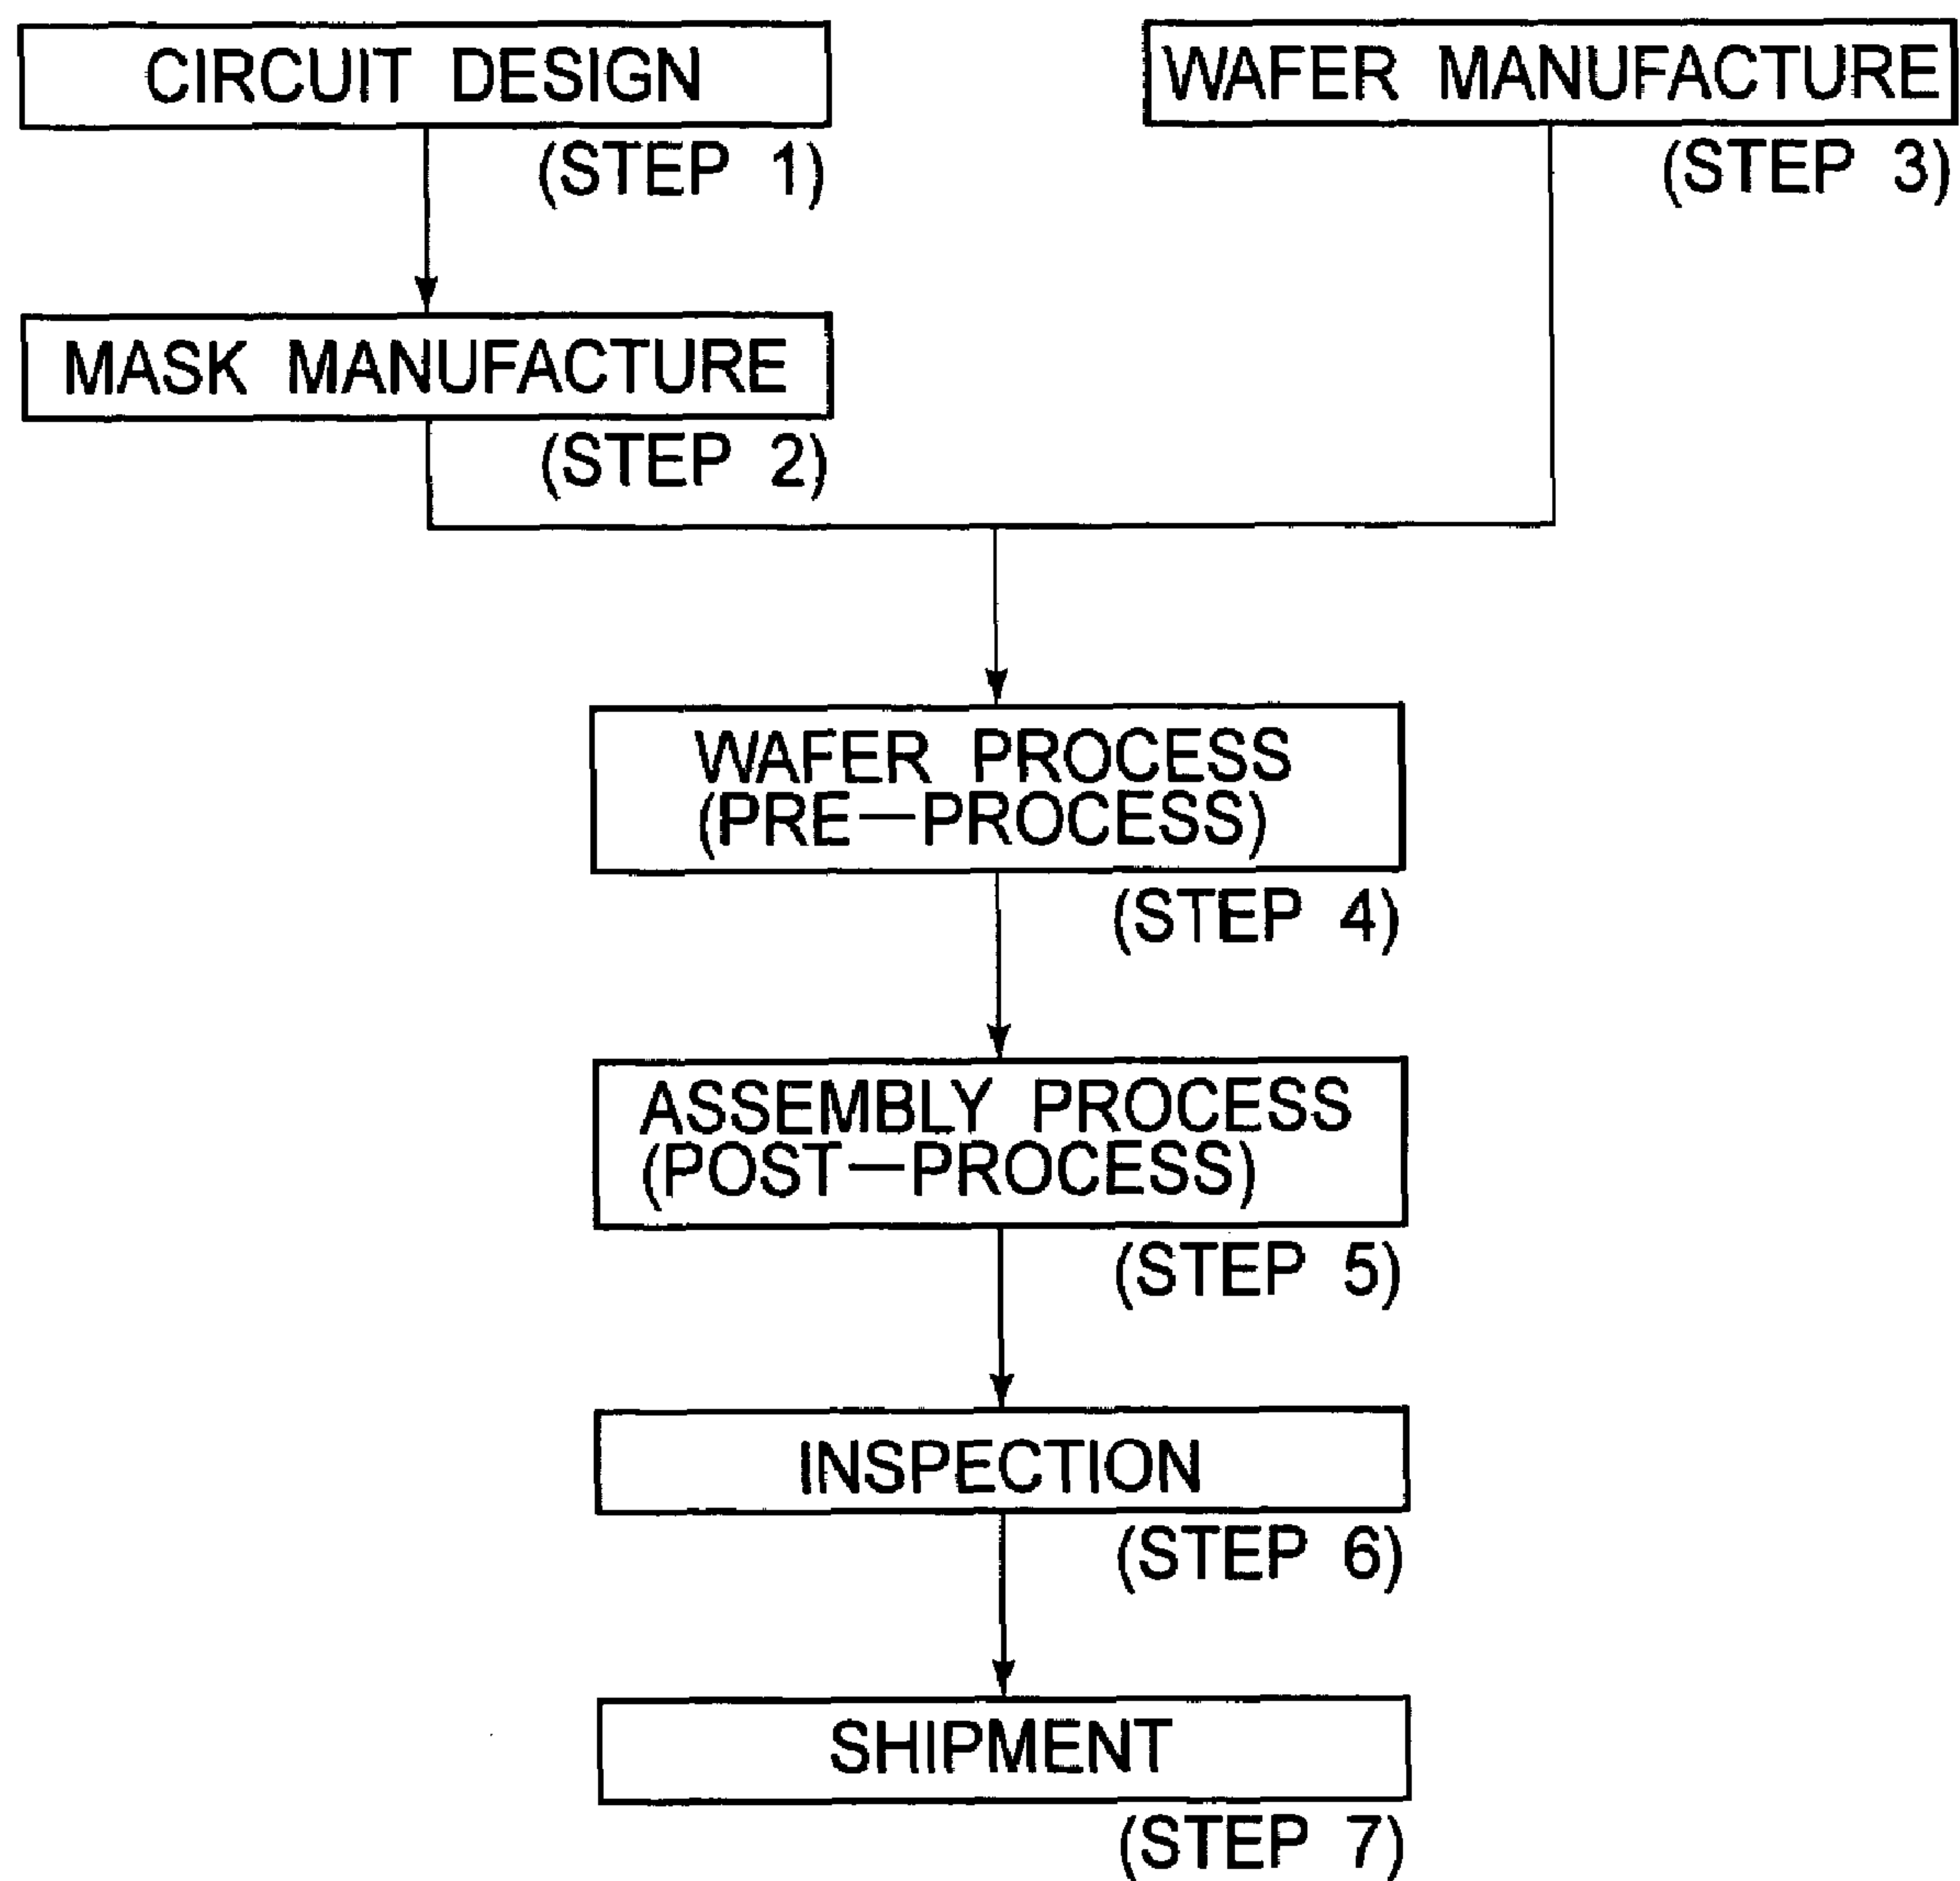 CIRCUIT DESIGN
(STEP 1)
WAFER MANUFACTURE
(STEP 3)
MASK MANUFACTURE
(STEP 2)
WAFER PROCESS
(PRE—PROCESS)
(STEP 4)
ASSEMBLY PROCESS
(POST—PROCESS)
(STEP 5)
INSPECTION
(STEP 6)
SHIPMENT
(STEP 7)